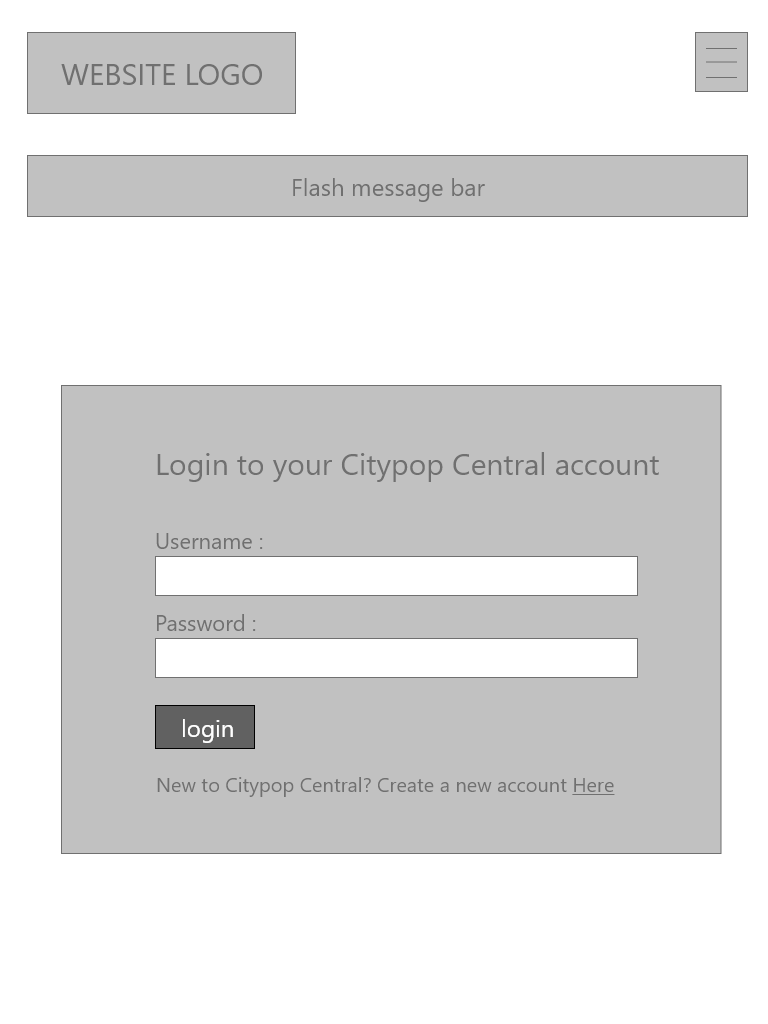 WEBSITE LOGO
Flash message bar
Login to your Citypop Central account
Username :
Password :
login
New to Citypop Central? Create a new account Here